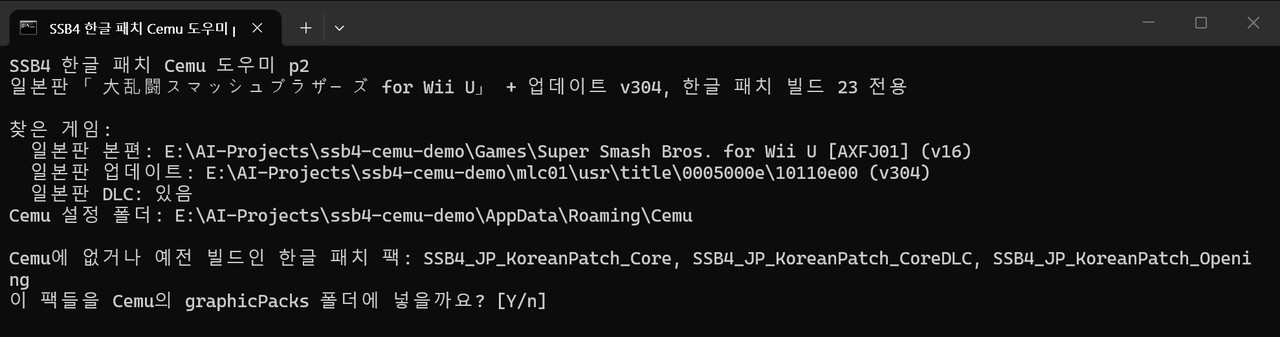 SSB4 한글 패치 Cemu 도우미 p
SSB4 한글 패치 Cemu 도우미 p2
일본판「大乱闘スマッシュブラザーズ for Wii U」 + 업데이트 v304, 한글 패치 빌드 23 전용
찾은 게임:
일본판 본편: E:\AI-Projects\ssb4-cemu-demo\Games\Super Smash Bros. for Wii U [AXFJ01] (v16)
일본판 업데이트: E:\AI-Projects\ssb4-cemu-demo\mlc01\usr\title\0005000e\10110e00 (v304)
일본판 DLC: 있음
Cemu 설정 폴더: E:\AI-Projects\ssb4-cemu-demo\AppData\Roaming\Cemu
Cemu에 없거나 예전 빌드인 한글 패치 팩: SSB4_JP_KoreanPatch_Core, SSB4_JP_KoreanPatch_CoreDLC, SSB4_JP_KoreanPatch_Openi
ng
이 팩들을 Cemu의 graphicPacks 폴더에 넣을까요? [Y/n]